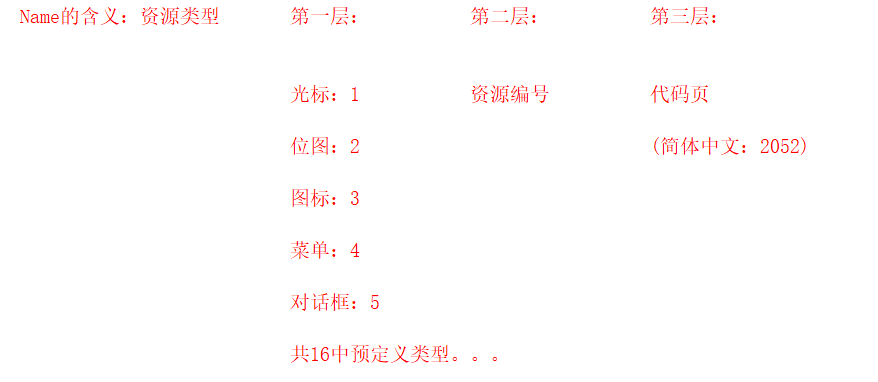 Name的含义：资源类型 第一层： 第二层： 第三层：
光标：1 资源编号 代码页
位图：2 (简体中文：2052)
图标：3
菜单：4
对话框：5
共16中预定义类型。。。